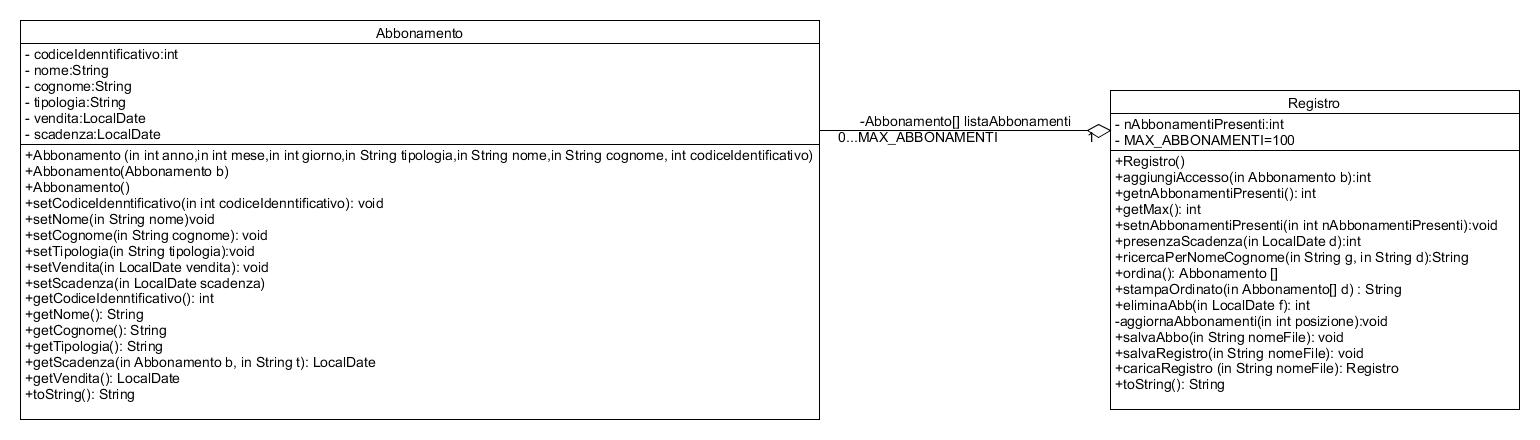 Abbonamento
- codiceIdenntificativo:int
- nome:String
- cognome:String
- tipologia:String
- vendita:LocalDate
- scadenza:LocalDate
+Abbonamento (in int anno,in int mese,in int giorno,in String tipologia,in String nome,in String cognome, int codiceIdentificativo)
+Abbonamento(Abbonamento b)
+Abbonamento()
+setCodiceIdenntificativo(in int codiceIdenntificativo): void
+setNome(in String nome)void
+setCognome(in String cognome): void
+setTipologia(in String tipologia):void
+setVendita(in LocalDate vendita): void
+setScadenza(in LocalDate scadenza)
+getCodiceIdenntificativo(): int
+getNome(): String
+getCognome(): String
+getTipologia(): String
+getScadenza(in Abbonamento b, in String t): LocalDate
+getVendita(): LocalDate
+toString(): String
-Abbonamento[] listaAbbonamenti
0...MAX_ABBONAMENTI
1
Registro
- nAbbonamentiPresenti:int
- MAX_ABBONAMENTI=100
+Registro()
+aggiungiAccesso(in Abbonamento b):int
+getnAbbonamentiPresenti(): int
+getMax(): int
+setnAbbonamentiPresenti(in int nAbbonamentiPresenti):void
+presenzaScadenza(in LocalDate d):int
+ricercaPerNomeCognome(in String g, in String d):String
+ordina(): Abbonamento []
+stampaOrdinato(in Abbonamento[] d) : String
+eliminaAbb(in LocalDate f): int
-aggiornaAbbonamenti(in int posizione):void
+salvaAbbo(in String nomeFile): void
+salvaRegistro(in String nomeFile): void
+caricaRegistro (in String nomeFile): Registro
+toString(): String